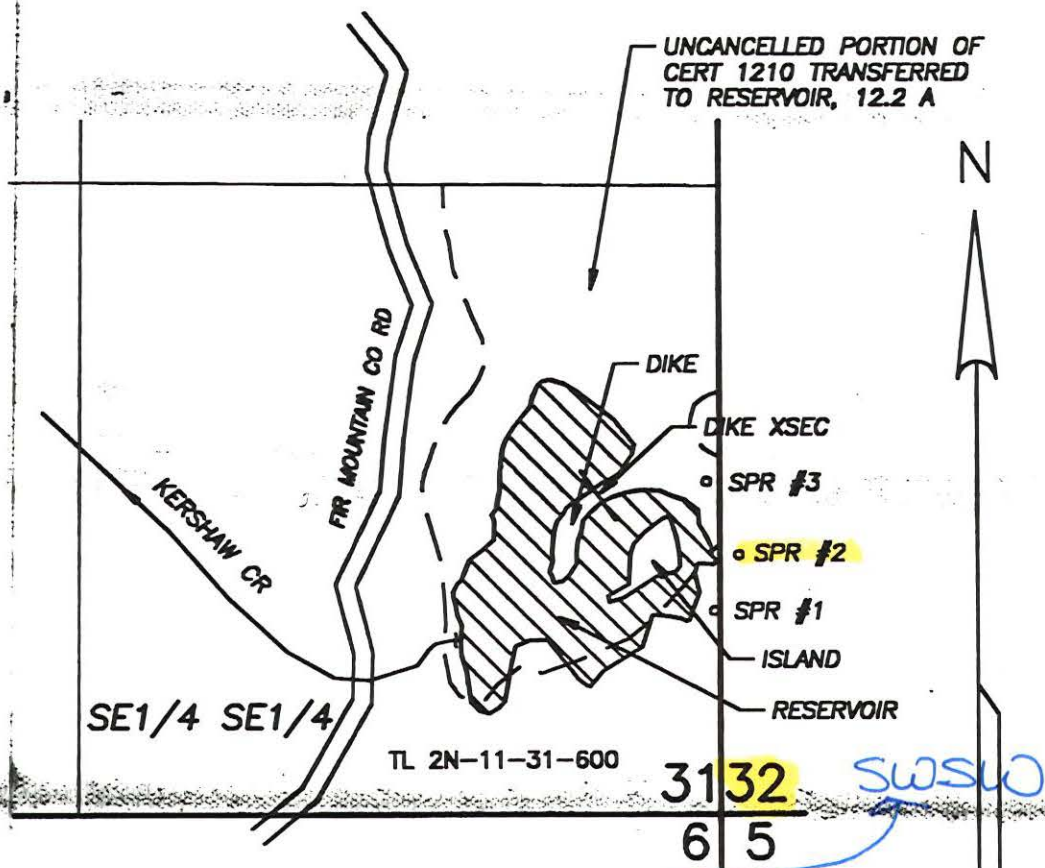 UNCANCELLED PORTION OF
CERT 1210 TRANSFERRED
TO RESERVOIR, 12.2 A
N
FIR MOUNTAIN CO RD
DIKE
DIKE XSEC
SPR #3
KERSHAW CR
SPR #2
SPR #1
ISLAND
RESERVOIR
SE1/4 SE1/4
TL 2N-11-31-600
31 32
SWSW
6 5